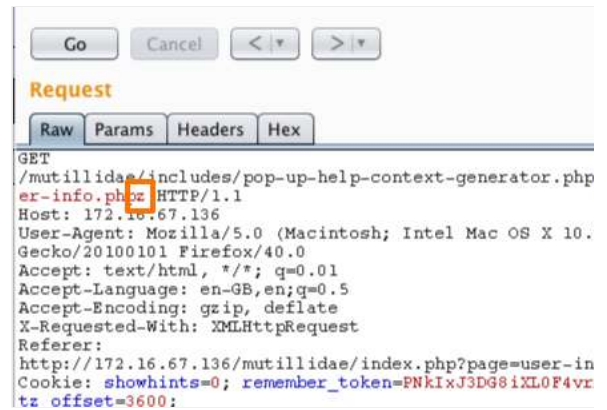 Go Cancel < >
Request
Raw Params Headers Hex
GET
/mutillidae/includes/pop-up-help-context-generator.php
er-info.phpz HTTP/1.1
Host: 172.16.67.136
User-Agent: Mozilla/5.0 (Macintosh; Intel Mac OS X 10.
Gecko/20100101 Firefox/40.0
Accept: text/html, */*; q=0.01
Accept-Language: en-GB,en;q=0.5
Accept-Encoding: gzip, deflate
X-Requested-With: XMLHttpRequest
Referer:
http://172.16.67.136/mutillidae/index.php?page=user-in
Cookie: showhints=0; remember_token=PNkIxJ3DG8iXL0F4vr
tz_offset=3600;